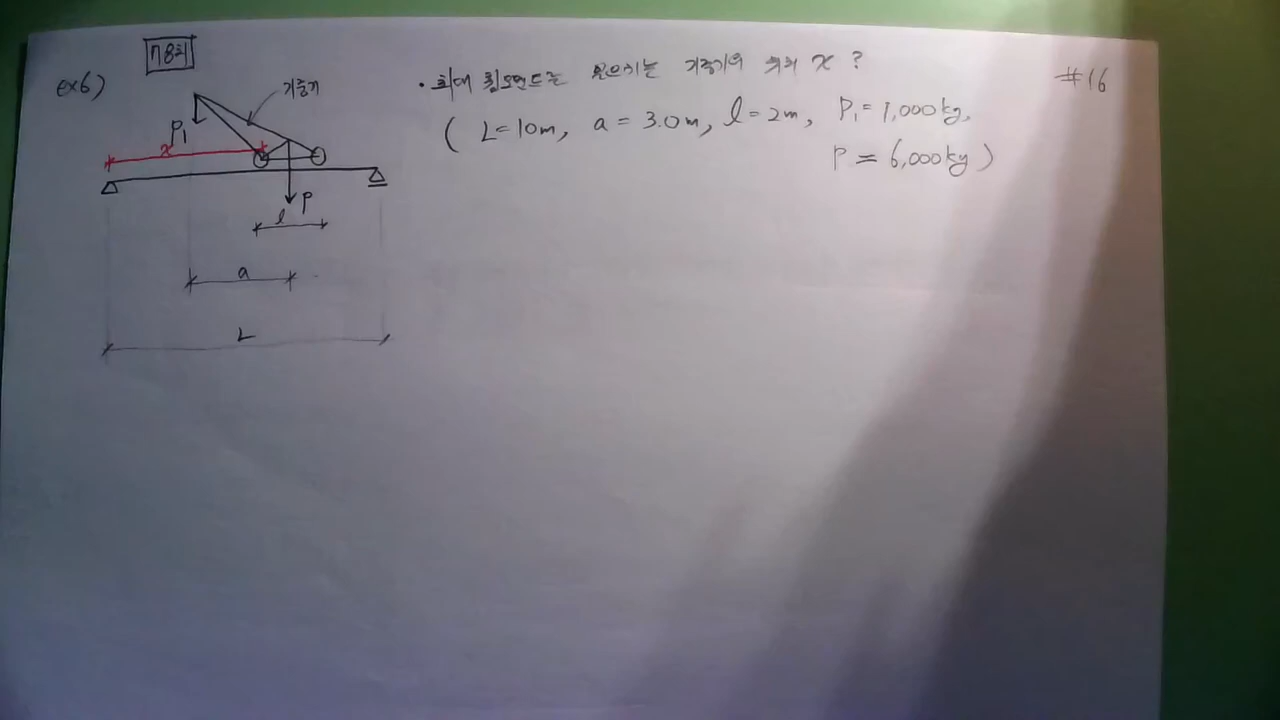 78회
ex6)
· 최대 휨모멘트는 일으키는 기중기의 위치 x ?
#16
( L=10m, a = 3.0m, l = 2m, P₁ = 1,000kg,
P = 6,000kg )
기중기
P₁
x
P
l
a
L